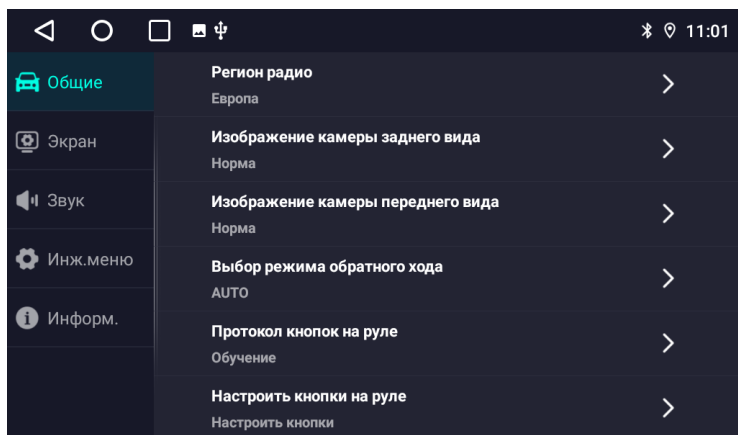 11:01
Общие
Экран
Звук
Инж.меню
Информ.
Регион радио
Европа
Изображение камеры заднего вида
Норма
Изображение камеры переднего вида
Норма
Выбор режима обратного хода
AUTO
Протокол кнопок на руле
Обучение
Настроить кнопки на руле
Настроить кнопки